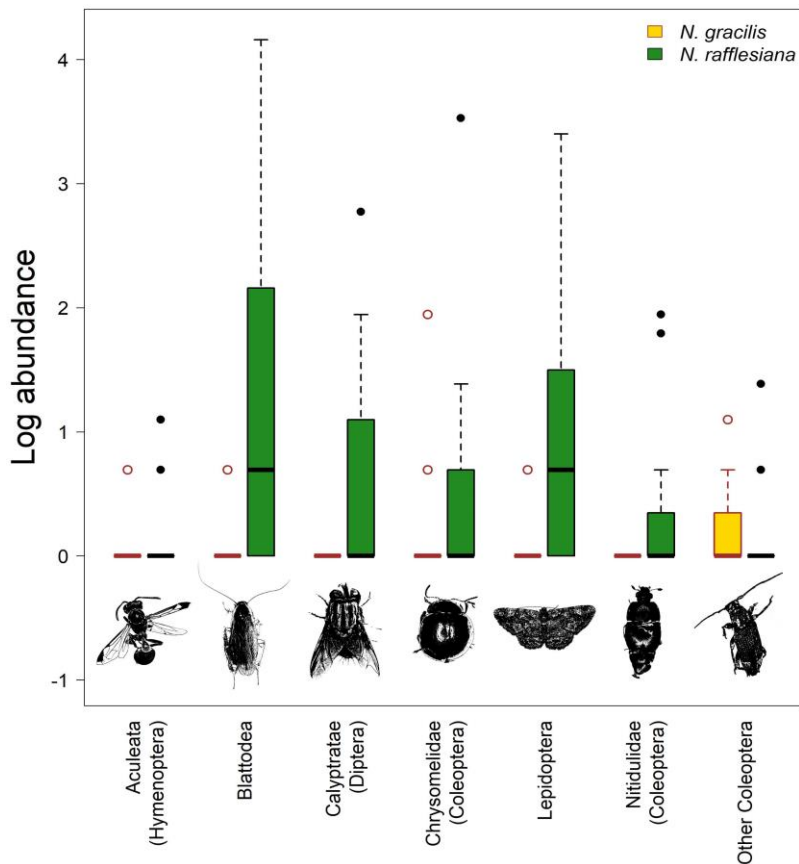 N. gracilis
N. rafflesiana
Log abundance
4
3
2
1
0
-1
Aculeata
(Hymenoptera)
Blattodea
Calyptratae
(Diptera)
Chrysomelidae
(Coleoptera)
Lepidoptera
Nitidulidae
(Coleoptera)
Other Coleoptera